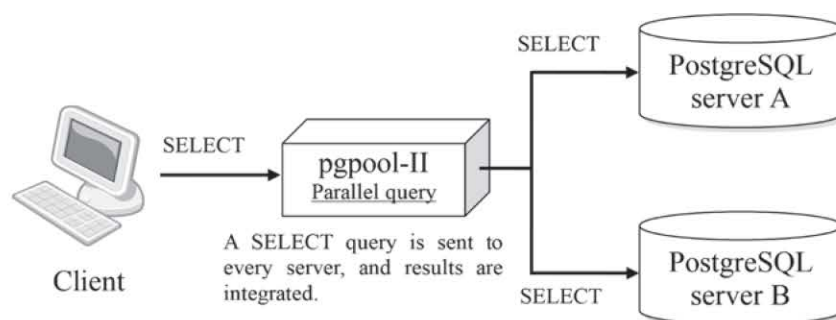 SELECT
PostgreSQL
server A
SELECT
pgpool-II
Parallel query
A SELECT query is sent to
every server, and results are
integrated.
Client
PostgreSQL
server B
SELECT